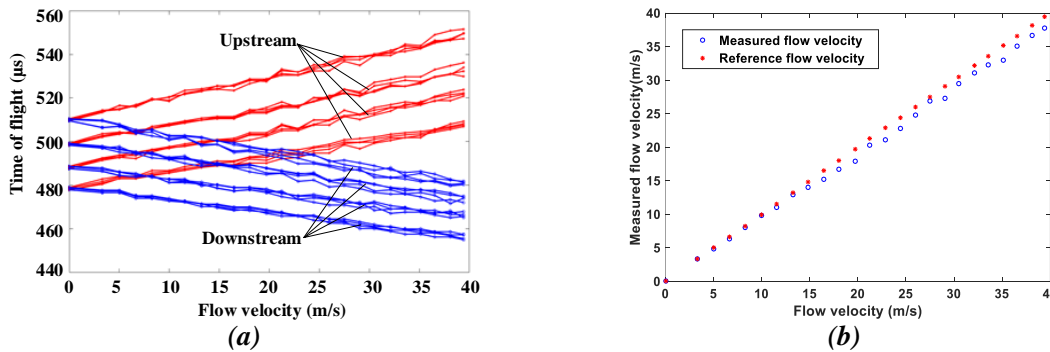 560
540
520
500
480
460
440
Time of flight (µs)
Upstream
Downstream
0 5 10 15 20 25 30 35 40
Flow velocity (m/s)
(a)
40
35
30
25
20
15
10
5
0
Measured flow velocity(m/s)
Measured flow velocity
Reference flow velocity
0 5 10 15 20 25 30 35 40
Flow velocity (m/s)
(b)